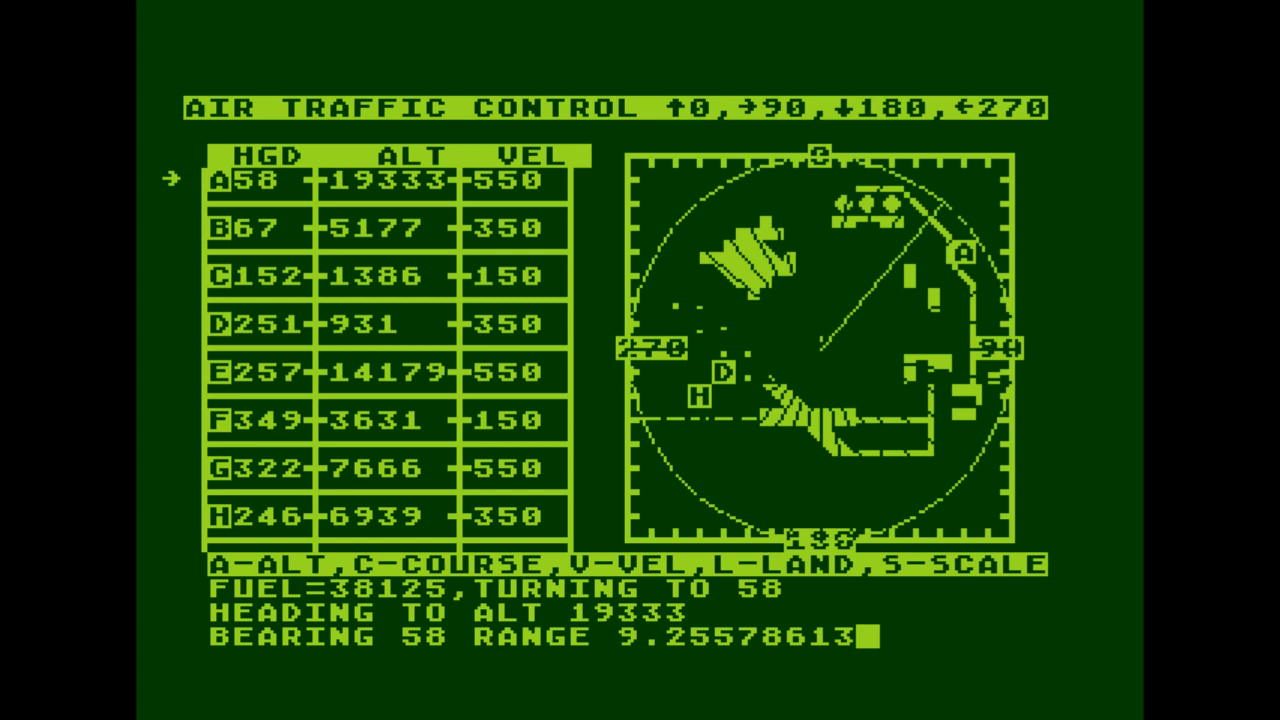 AIR TRAFFIC CONTROL ↑0,→90,↓180,←270
HGD ALT VEL
→ A58 19333 550
B67 5177 350
C152 1386 150
D251 931 350
E257 14179 550
F349 3631 150
G322 7666 550
H246 6939 350
0
A
270
D
H
A-ALT,C-COURSE,V-VEL,L-LAND,S-SCALE
FUEL=38125,TURNING TO 58
HEADING TO ALT 19333
BEARING 58 RANGE 9.25578613